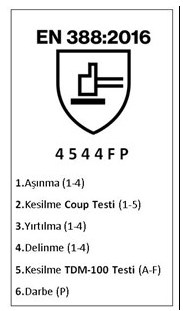 EN 388:2016
4 5 4 4 F P
1.Aşınma (1-4)
2.Kesilme Coup Testi (1-5)
3.Yırtılma (1-4)
4.Delinme (1-4)
5.Kesilme TDM-100 Testi (A-F)
6.Darbe (P)